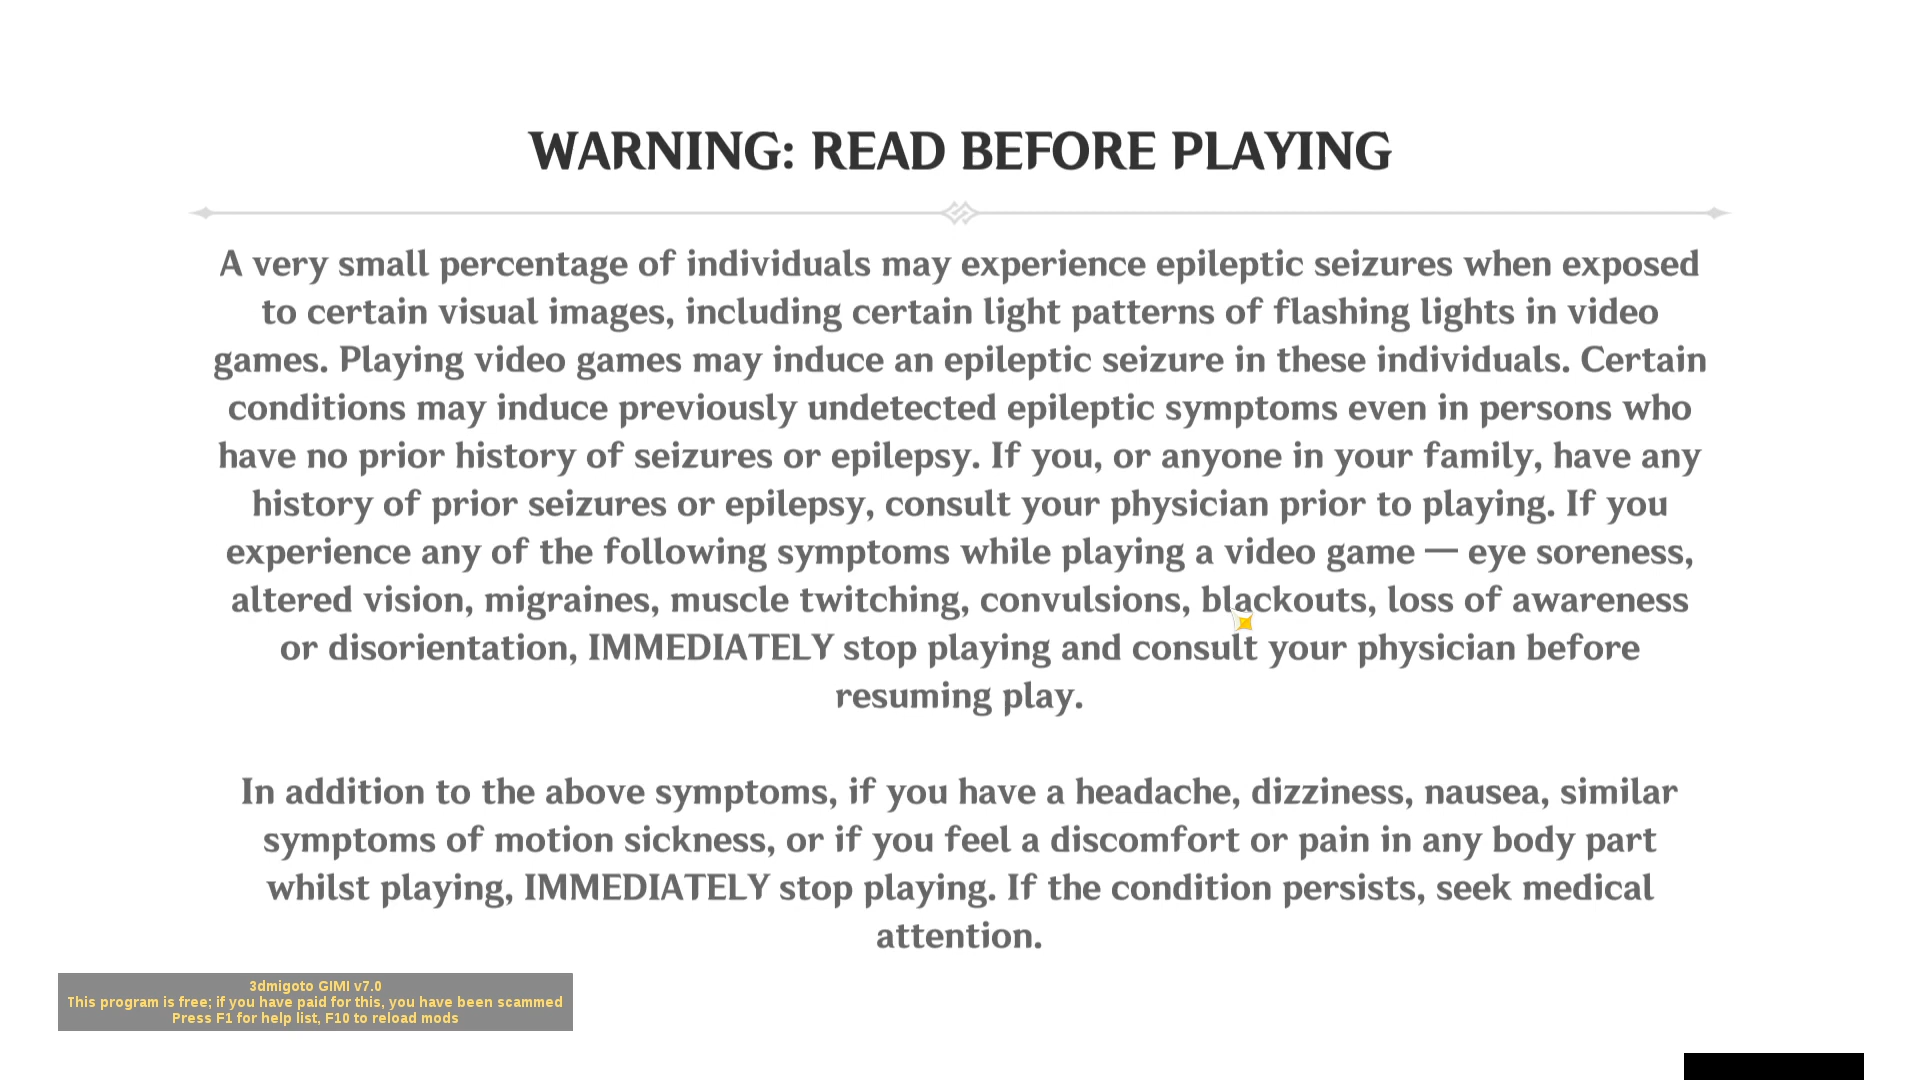 WARNING: READ BEFORE PLAYING
A very small percentage of individuals may experience epileptic seizures when exposed
to certain visual images, including certain light patterns of flashing lights in video
games. Playing video games may induce an epileptic seizure in these individuals. Certain
conditions may induce previously undetected epileptic symptoms even in persons who
have no prior history of seizures or epilepsy. If you, or anyone in your family, have any
history of prior seizures or epilepsy, consult your physician prior to playing. If you
experience any of the following symptoms while playing a video game — eye soreness,
altered vision, migraines, muscle twitching, convulsions, blackouts, loss of awareness
or disorientation, IMMEDIATELY stop playing and consult your physician before
resuming play.
In addition to the above symptoms, if you have a headache, dizziness, nausea, similar
symptoms of motion sickness, or if you feel a discomfort or pain in any body part
whilst playing, IMMEDIATELY stop playing. If the condition persists, seek medical
attention.
3dmigoto GIMI v7.0
This program is free; if you have paid for this, you have been scammed
Press F1 for help list, F10 to reload mods